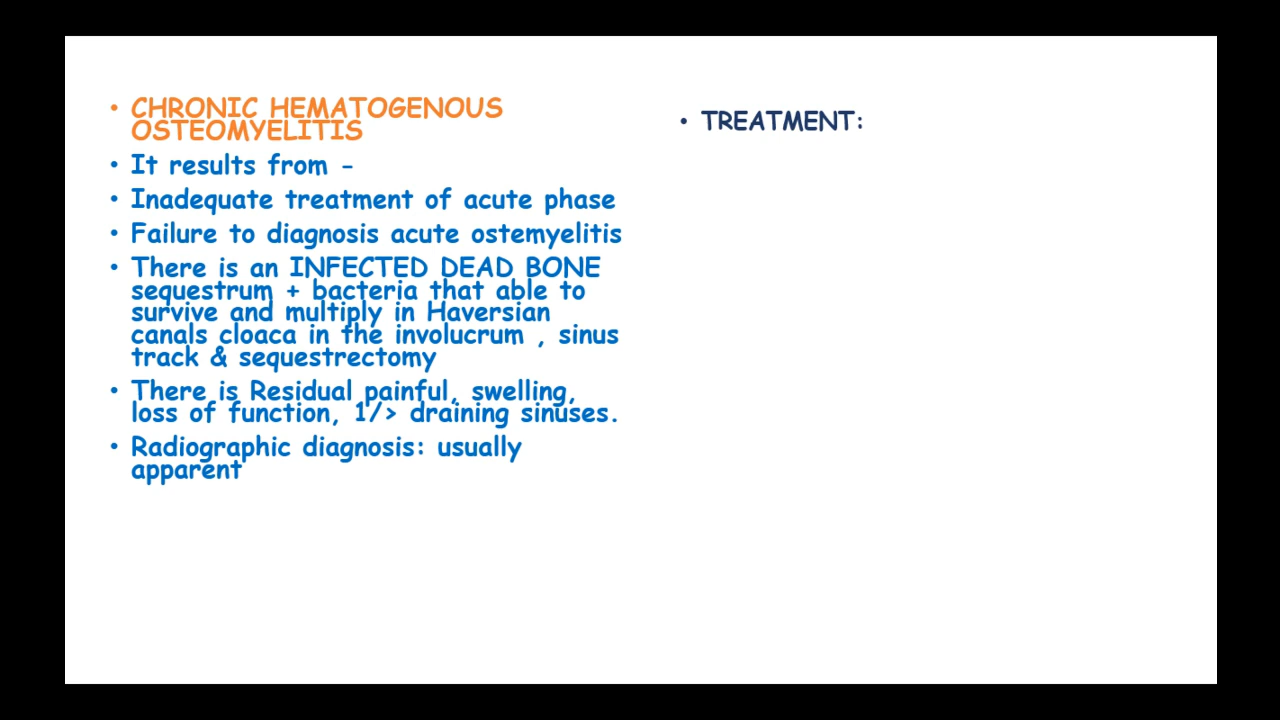 • CHRONIC HEMATOGENOUS
OSTEOMYELITIS
• It results from -
• Inadequate treatment of acute phase
• Failure to diagnosis acute ostemyelitis
• There is an INFECTED DEAD BONE
sequestrum + bacteria that able to
survive and multiply in Haversian
canals cloaca in the involucrum , sinus
track & sequestrectomy
• There is Residual painful, swelling,
loss of function, 1/> draining sinuses.
• Radiographic diagnosis: usually
apparent
• TREATMENT: